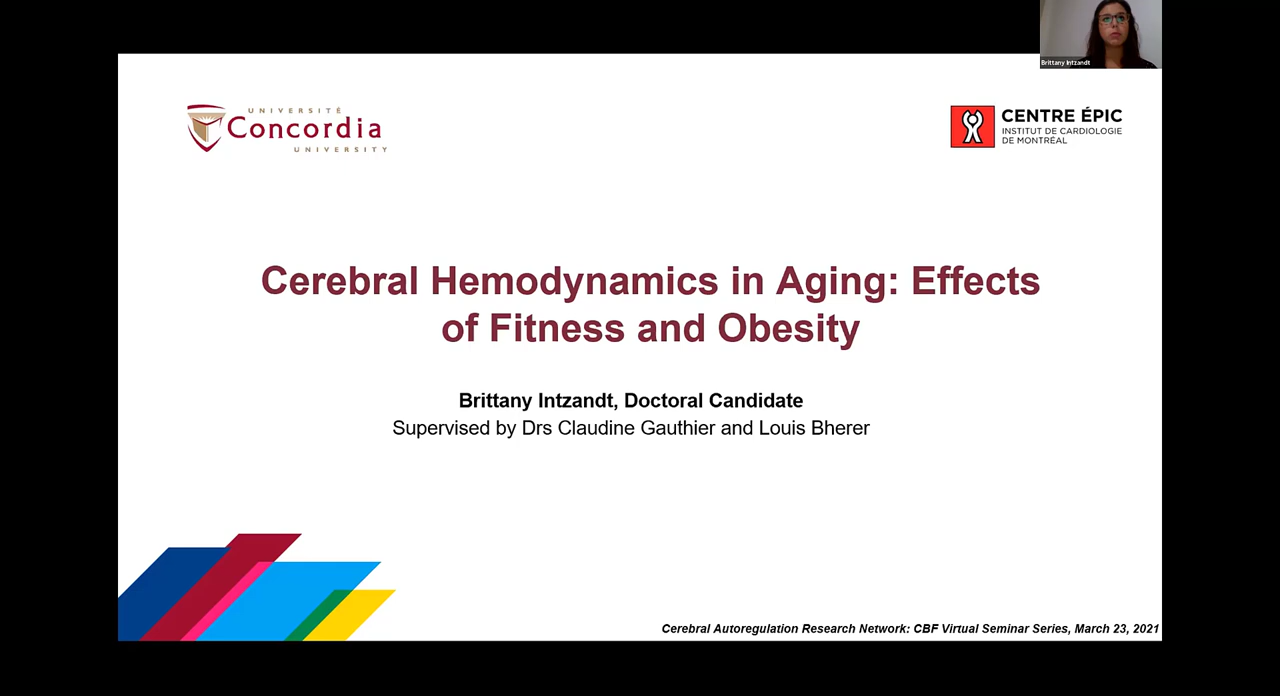 Brittany Intzandt
UNIVERSITÉ
Concordia
UNIVERSITY
CENTRE ÉPIC
INSTITUT DE CARDIOLOGIE
DE MONTRÉAL
Cerebral Hemodynamics in Aging: Effects
of Fitness and Obesity
Brittany Intzandt, Doctoral Candidate
Supervised by Drs Claudine Gauthier and Louis Bherer
Cerebral Autoregulation Research Network: CBF Virtual Seminar Series, March 23, 2021